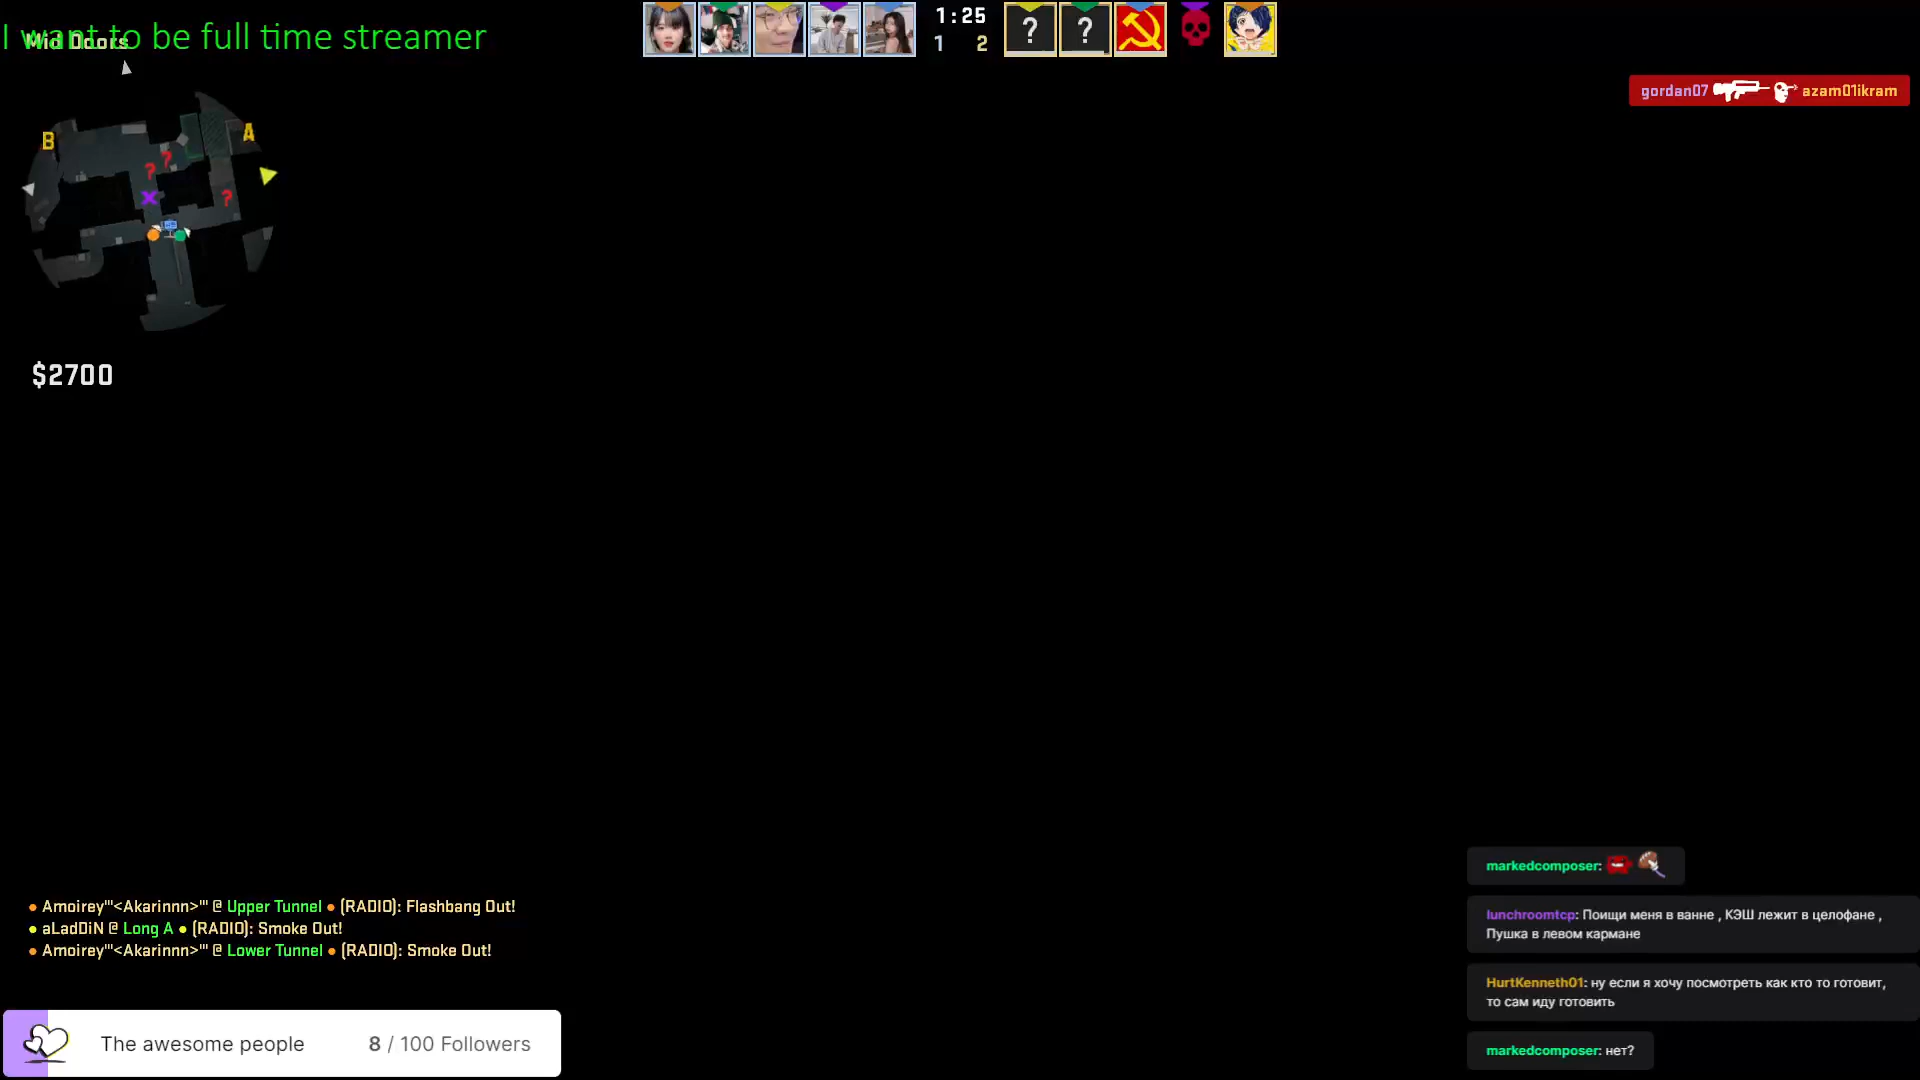 I want to be full time streamer
Mid Doors
1:25
1 2
? ?
gordan07 azam01ikram
B
A
? ?
?
$2700
● Amoirey'"<Akarinnn>'" @ Upper Tunnel ● (RADIO): Flashbang Out!
● aLadDiN @ Long A ● (RADIO): Smoke Out!
● Amoirey'"<Akarinnn>'" @ Lower Tunnel ● (RADIO): Smoke Out!
The awesome people 8 / 100 Followers
markedcomposer:
lunchroomtcp: Поищи меня в ванне , КЭШ лежит в целофане ,
Пушка в левом кармане
HurtKenneth01: ну если я хочу посмотреть как кто то готовит,
то сам иду готовить
markedcomposer: нет?